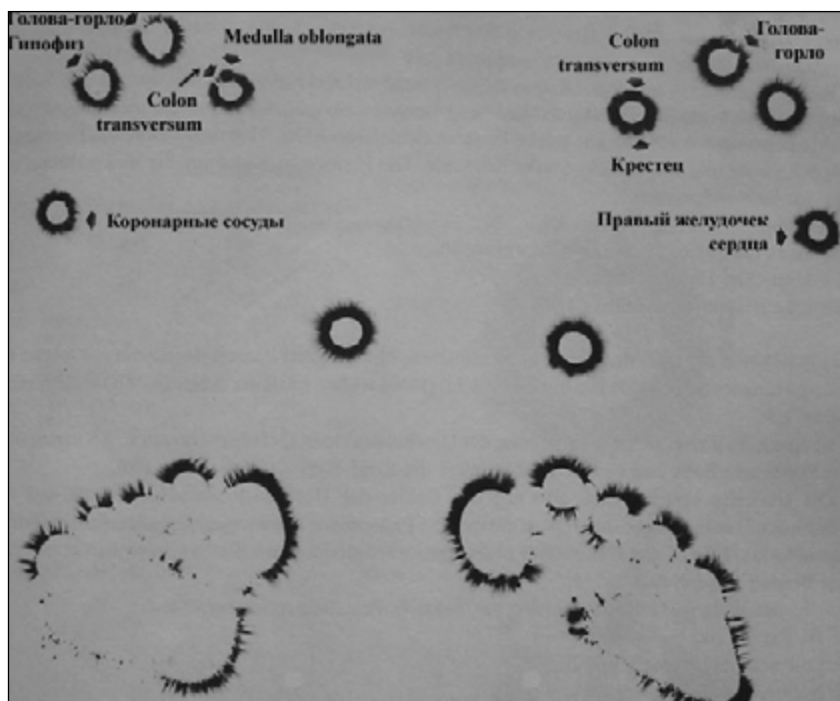 Голова-горло
Гипофиз
Medulla oblongata
Colon
transversum
Коронарные сосуды
Colon
transversum
Голова-
горло
Крестец
Правый желудочек
сердца